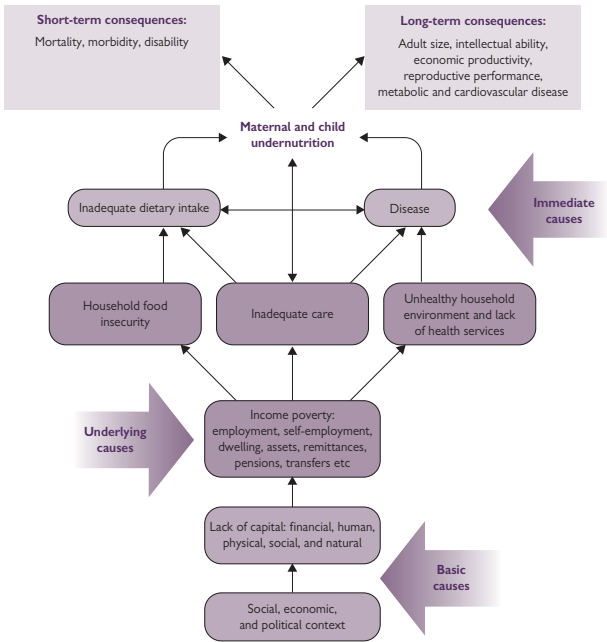 Short-term consequences:
Mortality, morbidity, disability
Long-term consequences:
Adult size, intellectual ability,
economic productivity,
reproductive performance,
metabolic and cardiovascular disease
Maternal and child
undernutrition
Inadequate dietary intake
Disease
Immediate
causes
Household food
insecurity
Inadequate care
Unhealthy household
environment and lack
of health services
Underlying
causes
Income poverty:
employment, self-employment,
dwelling, assets, remittances,
pensions, transfers etc
Lack of capital: financial, human,
physical, social, and natural
Basic
causes
Social, economic,
and political context